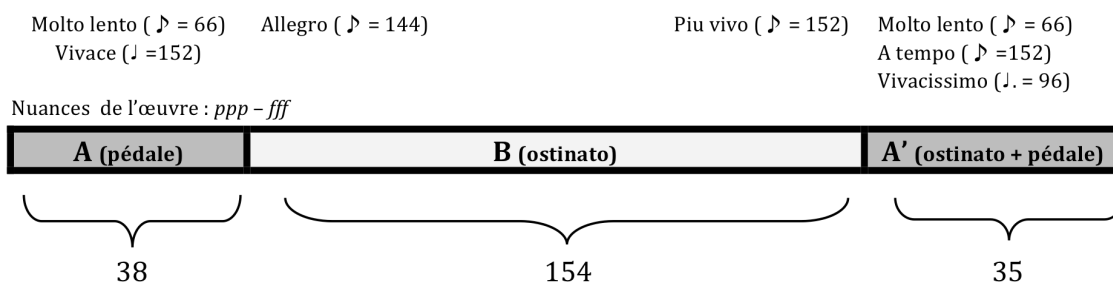 Molto lento ( ♪ = 66) Allegro ( ♪ = 144) Piu vivo ( ♪ = 152) Molto lento ( ♪ = 66)
Vivace (♩ =152) A tempo ( ♪ =152)
Vivacissimo (♩. = 96)
Nuances de l’œuvre : ppp – fff
A (pédale) B (ostinato) A’ (ostinato + pédale)
38 154 35